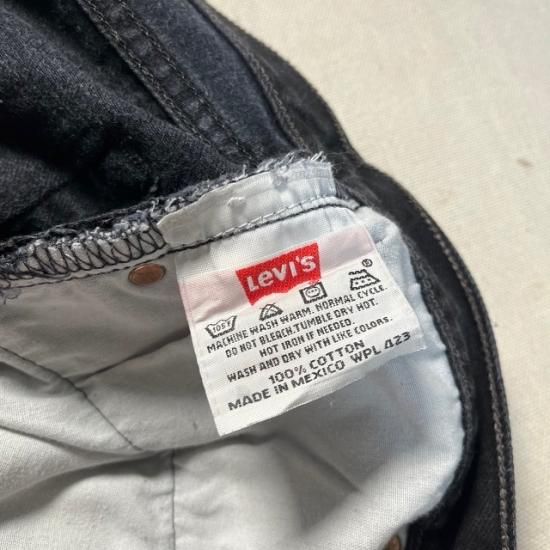 Levi's
105F
MACHINE WASH WARM. NORMAL CYCLE.
DO NOT BLEACH.TUMBLE DRY HOT.
HOT IRON IF NEEDED.
WASH AND DRY WITH LIKE COLORS.
100% COTTON
MADE IN MEXICO WPL 423